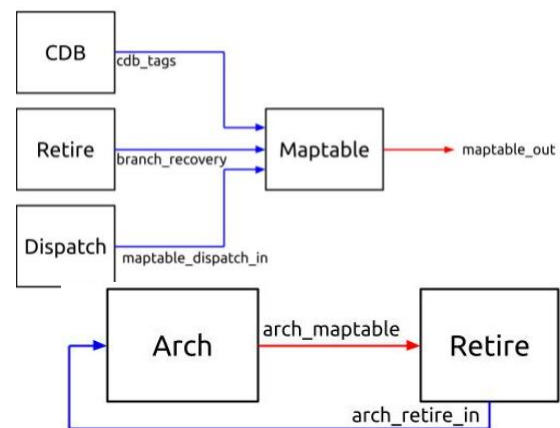 CDB
cdb_tags
Retire
branch_recovery
Maptable
maptable_out
Dispatch
maptable_dispatch_in
Arch
arch_maptable
Retire
arch_retire_in